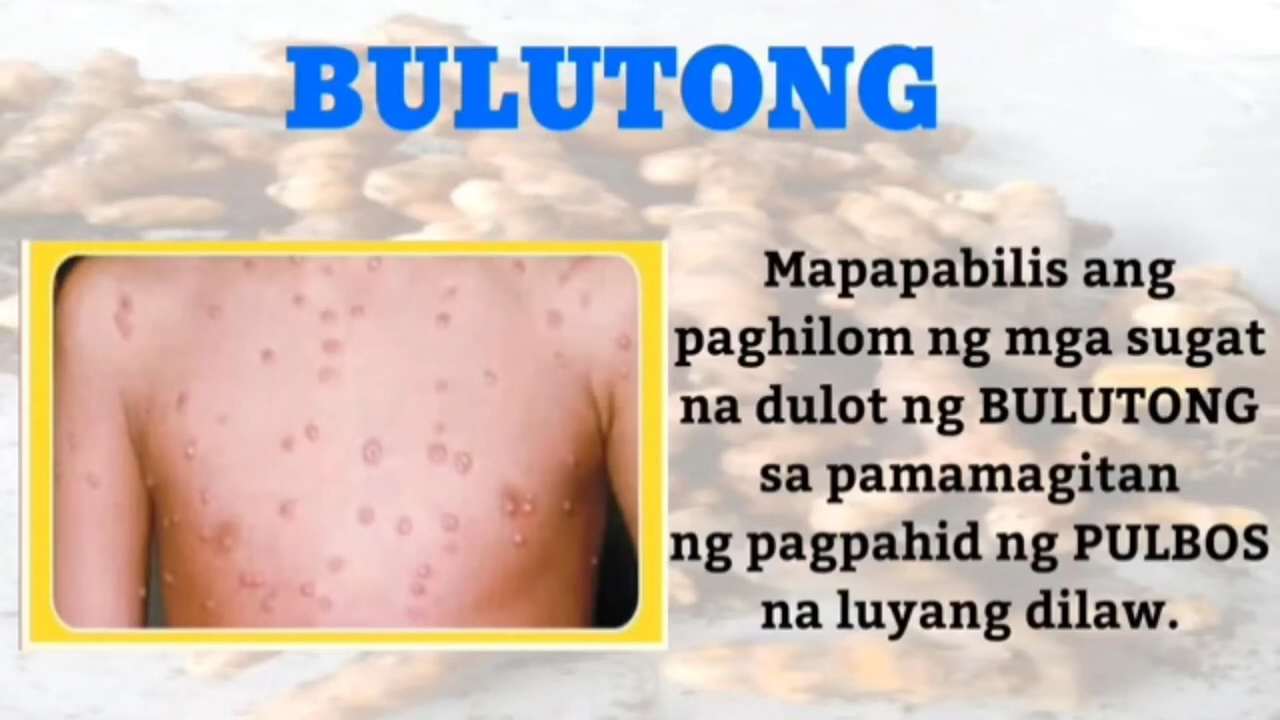 BULUTONG
Mapapabilis ang
paghilom ng mga sugat
na dulot ng BULUTONG
sa pamamagitan
ng pagpahid ng PULBOS
na luyang dilaw.